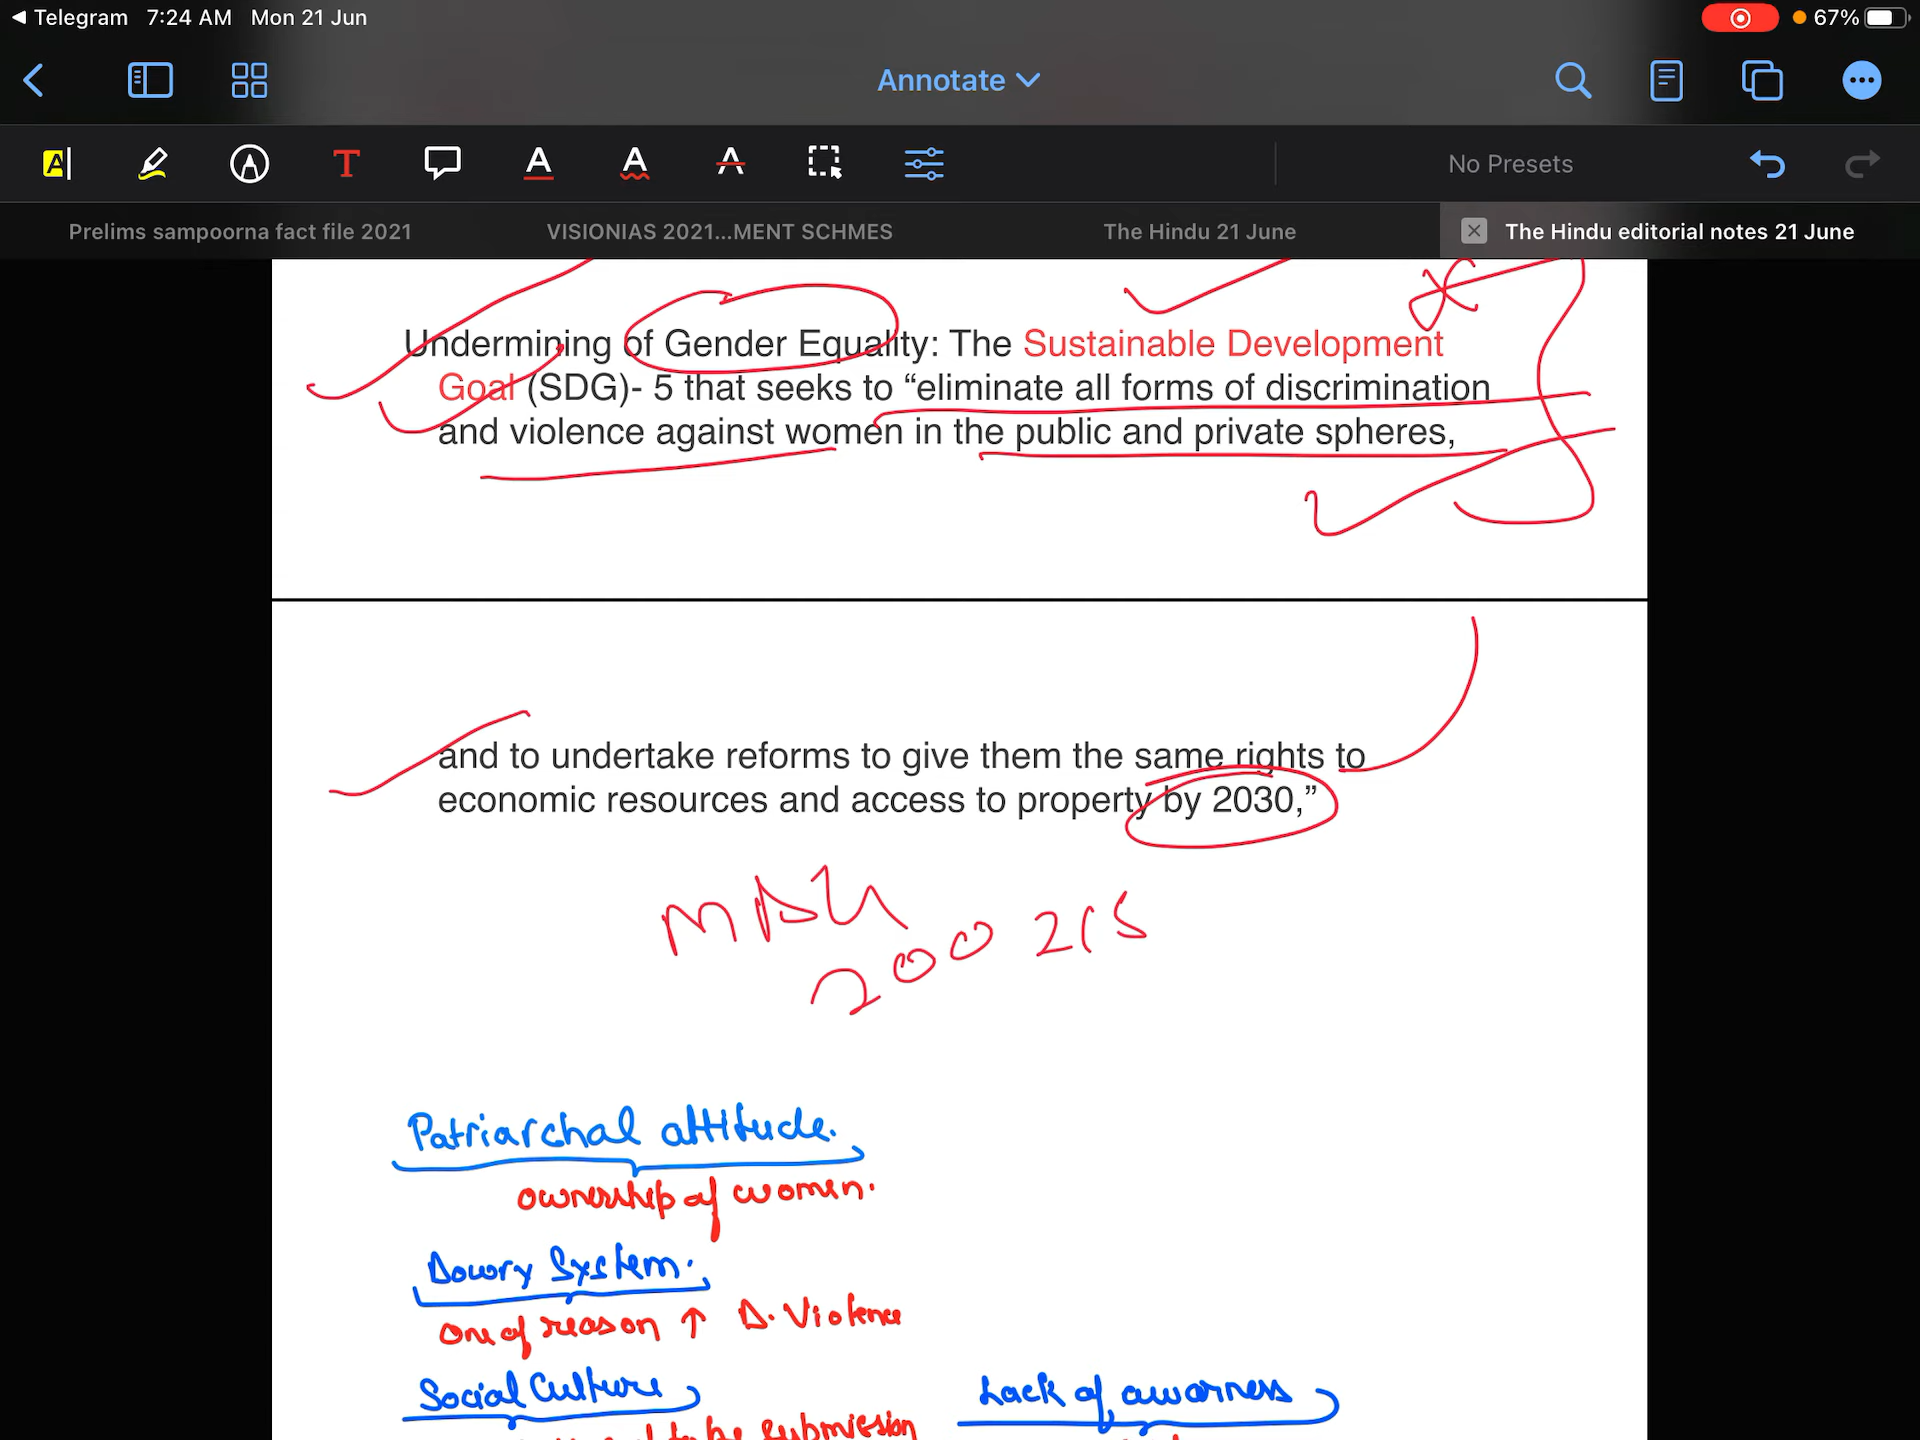 Telegram 7:24 AM Mon 21 Jun 67%
Annotate
No Presets
Prelims sampoorna fact file 2021 VISIONIAS 2021...MENT SCHMES The Hindu 21 June The Hindu editorial notes 21 June
Undermining of Gender Equality: The Sustainable Development
Goal (SDG)- 5 that seeks to “eliminate all forms of discrimination
and violence against women in the public and private spheres,
and to undertake reforms to give them the same rights to
economic resources and access to property by 2030,”
Patriarchal attitude.
ownership of women.
Dowry System.
One of reason ↑ D. Violence
Social Culture Lack of awarness
to be submission